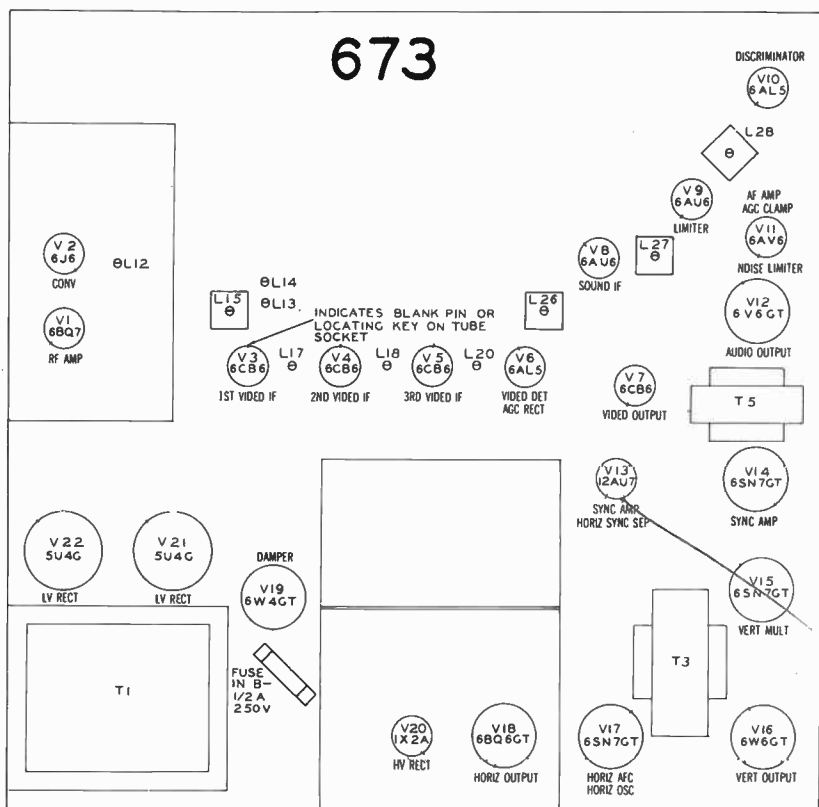 673
DISCRIMINATOR
V10
6AL5
L28
V9
6AU6
LIMITER
AF AMP
AGC CLAMP
V11
6AV6
NOISE LIMITER
V2
6J6
CONV
L12
V8
6AU6
SOUND IF
L27
L14
L13
L15
L26
V12
6V6GT
AUDIO OUTPUT
V1
6BQ7
RF AMP
INDICATES BLANK PIN OR
LOCATING KEY ON TUBE
SOCKET
V3
6CB6
1ST VIDEO IF
L17
V4
6CB6
2ND VIDEO IF
L18
V5
6CB6
3RD VIDEO IF
L20
V6
6AL5
VIDEO DET
AGC RECT
V7
6CB6
VIDEO OUTPUT
T5
V13
12AU7
SYNC AMP
HORIZ SYNC SEP
V14
6SN7GT
SYNC AMP
V22
5U4G
LV RECT
V21
5U4G
LV RECT
DAMPER
V19
6W4GT
V15
6SN7GT
VERT MULT
T1
FUSE
IN B-
1/2 A
250V
T3
V20
1X2A
HV RECT
V18
6BQ6GT
HORIZ OUTPUT
V17
6SN7GT
HORIZ AFC
HORIZ OSC
V16
6W6GT
VERT OUTPUT